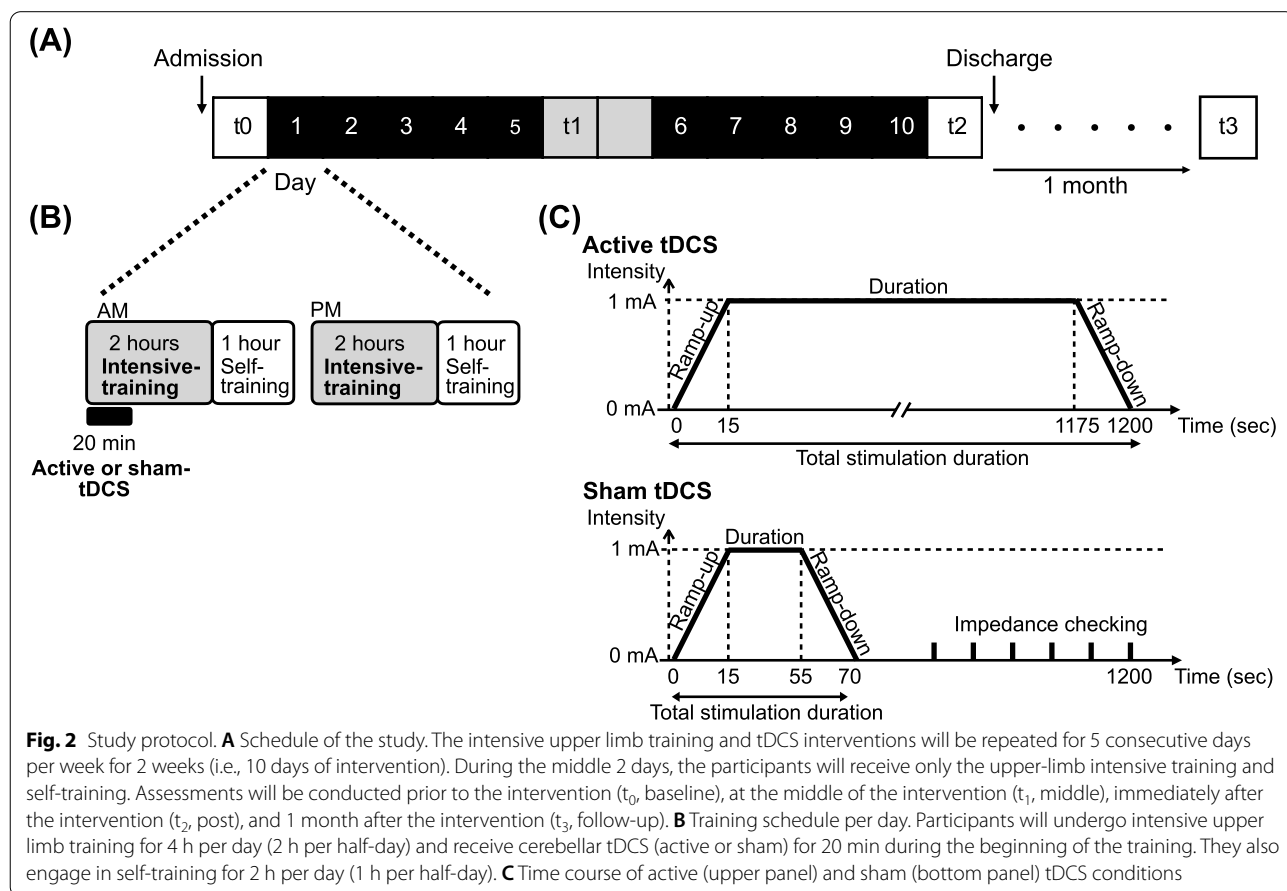 (A)
Admission
Discharge
t0 1 2 3 4 5 t1 6 7 8 9 10 t2 t3
Day
1 month
(B)
AM
2 hours
Intensive-
training
1 hour
Self-
training
PM
2 hours
Intensive-
training
1 hour
Self-
training
20 min
Active or sham-
tDCS
(C)
Active tDCS
Intensity
1 mA
Duration
Ramp-up
Ramp-down
0 mA
0 15 1175 1200 Time (sec)
Total stimulation duration
Sham tDCS
Intensity
1 mA
Duration
Ramp-up
Ramp-down
Impedance checking
0 mA
0 15 55 70 1200 Time (sec)
Total stimulation duration
Fig. 2 Study protocol. A Schedule of the study. The intensive upper limb training and tDCS interventions will be repeated for 5 consecutive days
per week for 2 weeks (i.e., 10 days of intervention). During the middle 2 days, the participants will receive only the upper-limb intensive training and
self-training. Assessments will be conducted prior to the intervention (t0, baseline), at the middle of the intervention (t1, middle), immediately after
the intervention (t2, post), and 1 month after the intervention (t3, follow-up). B Training schedule per day. Participants will undergo intensive upper
limb training for 4 h per day (2 h per half-day) and receive cerebellar tDCS (active or sham) for 20 min during the beginning of the training. They also
engage in self-training for 2 h per day (1 h per half-day). C Time course of active (upper panel) and sham (bottom panel) tDCS conditions